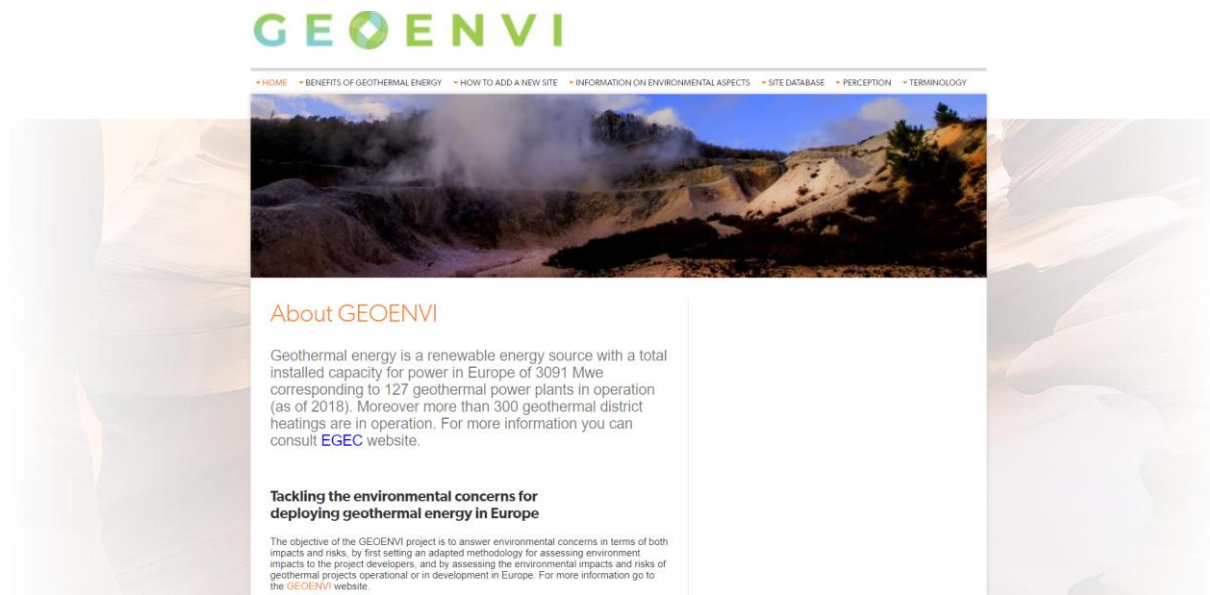 GEOENVI
HOME BENEFITS OF GEOTHERMAL ENERGY HOW TO ADD A NEW SITE INFORMATION ON ENVIRONMENTAL ASPECTS SITE DATABASE PERCEPTION TERMINOLOGY
About GEOENVI
Geothermal energy is a renewable energy source with a total
installed capacity for power in Europe of 3091 Mwe
corresponding to 127 geothermal power plants in operation
(as of 2018). Moreover more than 300 geothermal district
heatings are in operation. For more information you can
consult EGEC website.
Tackling the environmental concerns for
deploying geothermal energy in Europe
The objective of the GEOENVI project is to answer environmental concerns in terms of both
impacts and risks, by first setting an adapted methodology for assessing environment
impacts to the project developers, and by assessing the environmental impacts and risks of
geothermal projects operational or in development in Europe. For more information go to
the GEOENVI website.